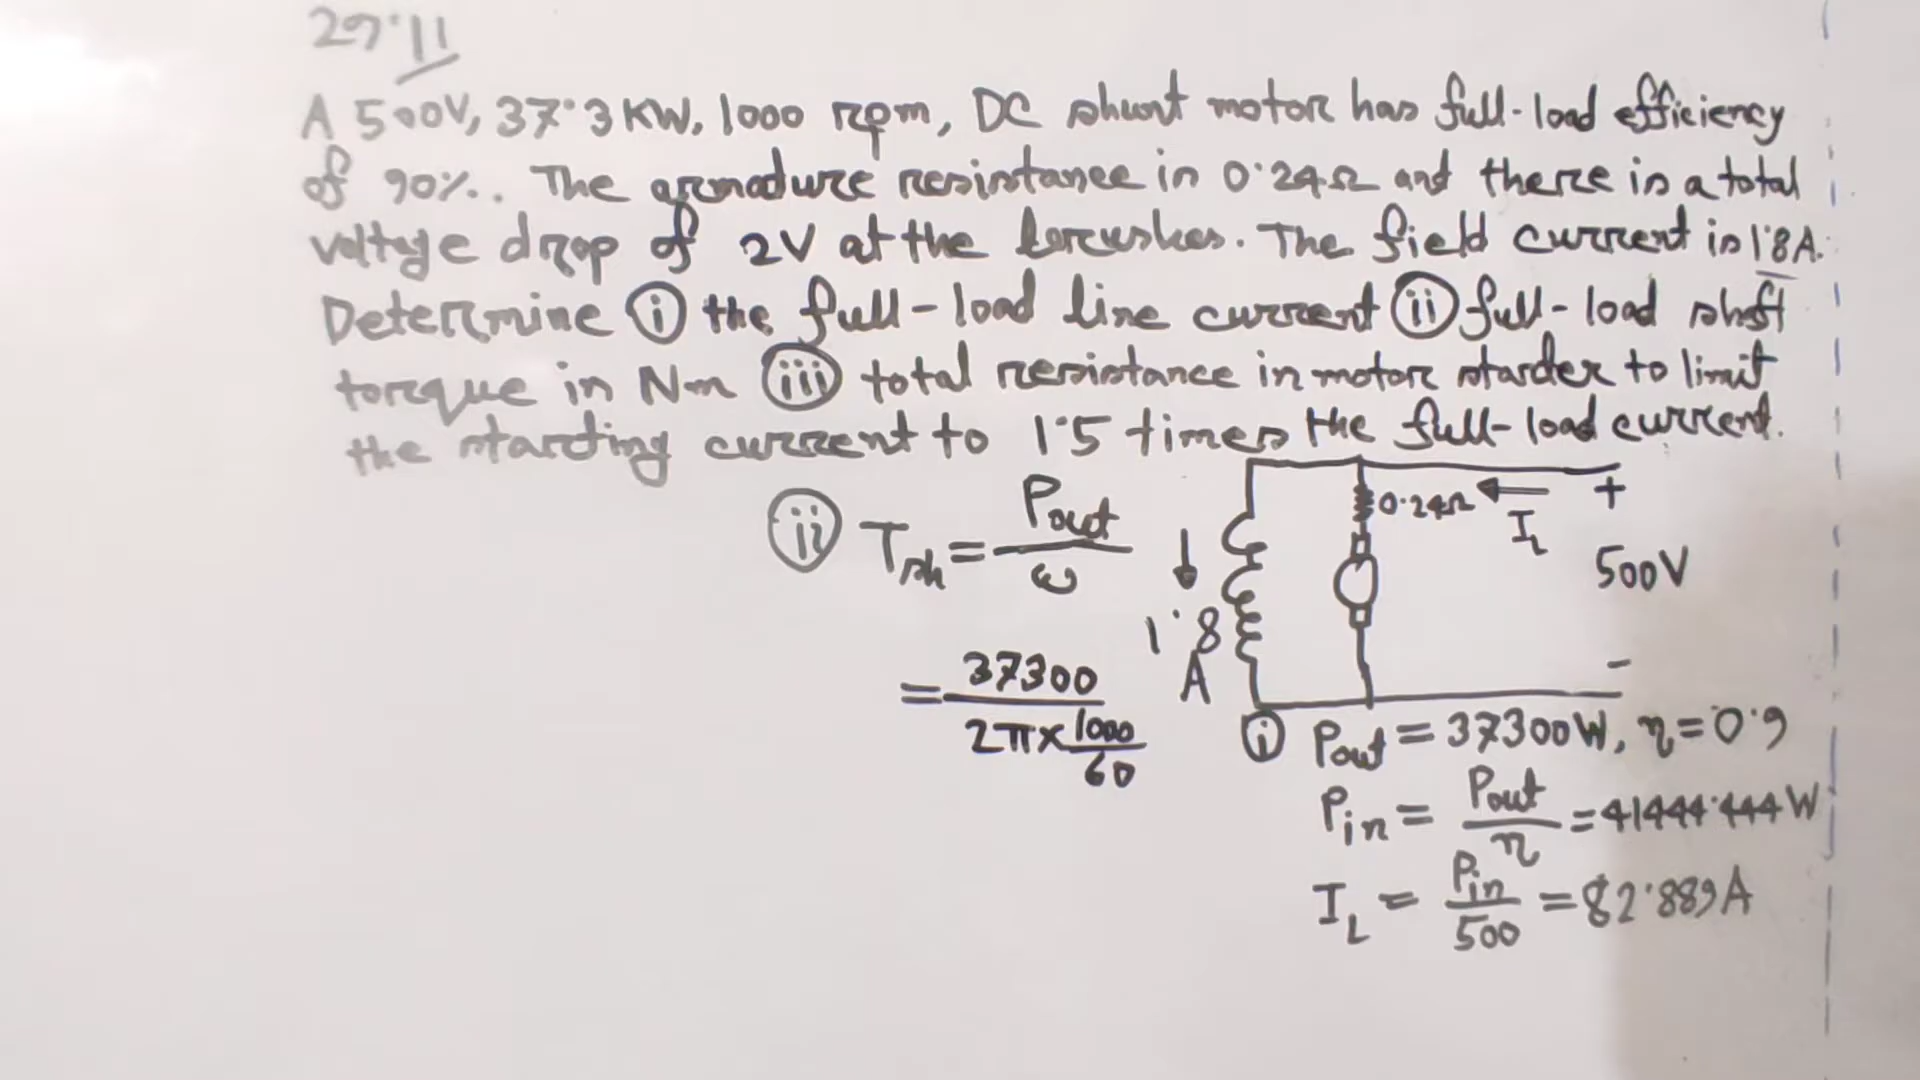 29.11
A 500V, 37.3 KW, 1000 rpm, DC shunt motor has full-load efficiency
of 90%. The armature resistance is 0.24Ω and there is a total
voltage drop of 2V at the brushes. The field current is 1.8A.
Determine (i) the full-load line current (ii) full-load shaft
torque in N-m (iii) total resistance in motor starter to limit
the starting current to 1.5 times the full-load current.
(ii) Tsh = Pout / ω
= 37300 / (2π × 1000/60)
0.24Ω
IL
+
500V
-
1.8
A
(i) Pout = 37300W, η = 0.9
Pin = Pout / η = 41444.444 W
IL = Pin / 500 = 82.889A